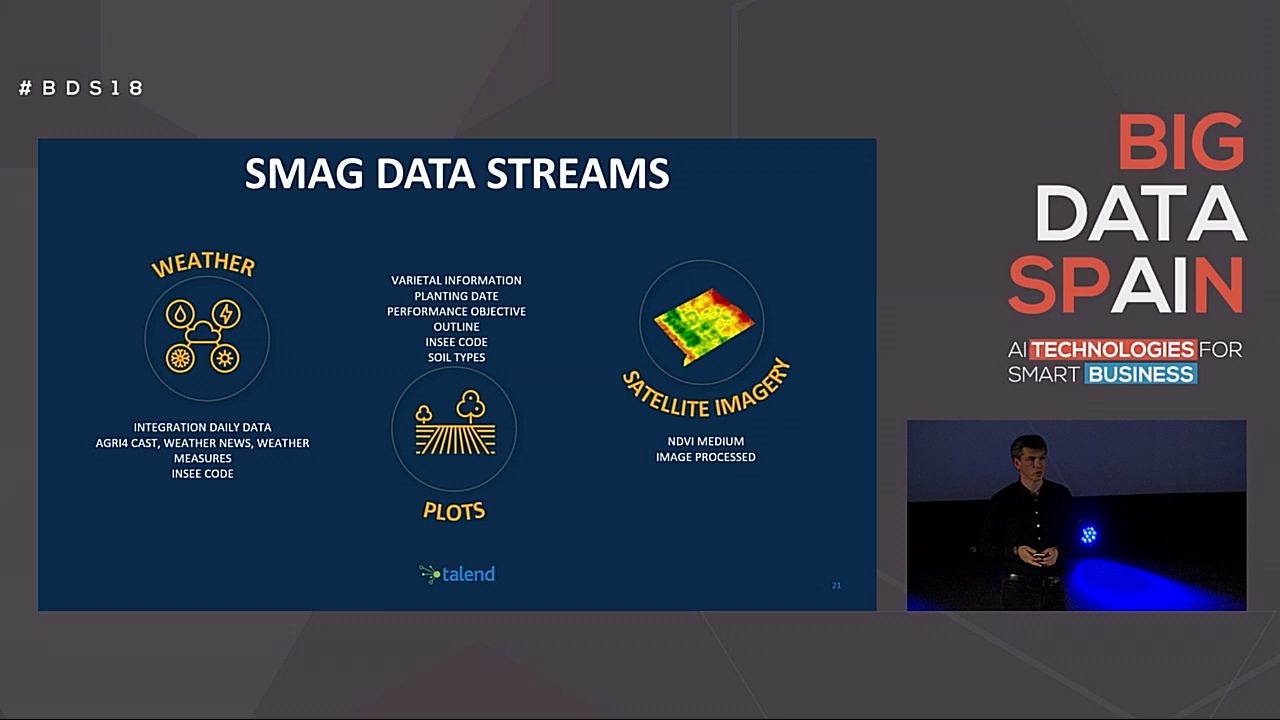 #BDS18
SMAG DATA STREAMS
WEATHER
INTEGRATION DAILY DATA
AGRI4 CAST, WEATHER NEWS, WEATHER
MEASURES
INSEE CODE
VARIETAL INFORMATION
PLANTING DATE
PERFORMANCE OBJECTIVE
OUTLINE
INSEE CODE
SOIL TYPES
PLOTS
SATELLITE IMAGERY
NDVI MEDIUM
IMAGE PROCESSED
talend
21
BIG
DATA
SPAIN
AI TECHNOLOGIES FOR
SMART BUSINESS